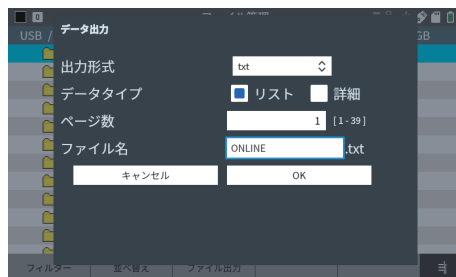 0
USB /
GB
データ出力
出力形式 txt
データタイプ リスト 詳細
ページ数 1 [1-39]
ファイル名 ONLINE .txt
キャンセル OK
フィルター 並べ替え ファイル出力